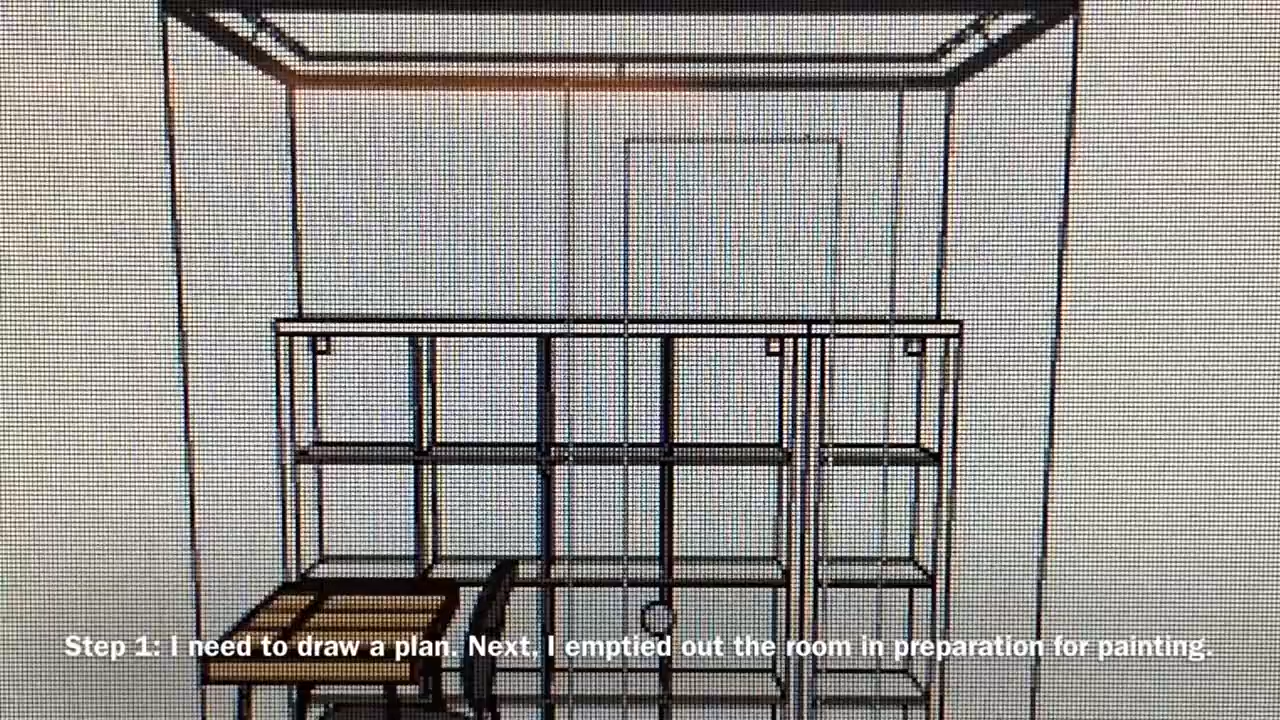 Step 1: I need to draw a plan. Next, I emptied out the room in preparation for painting.